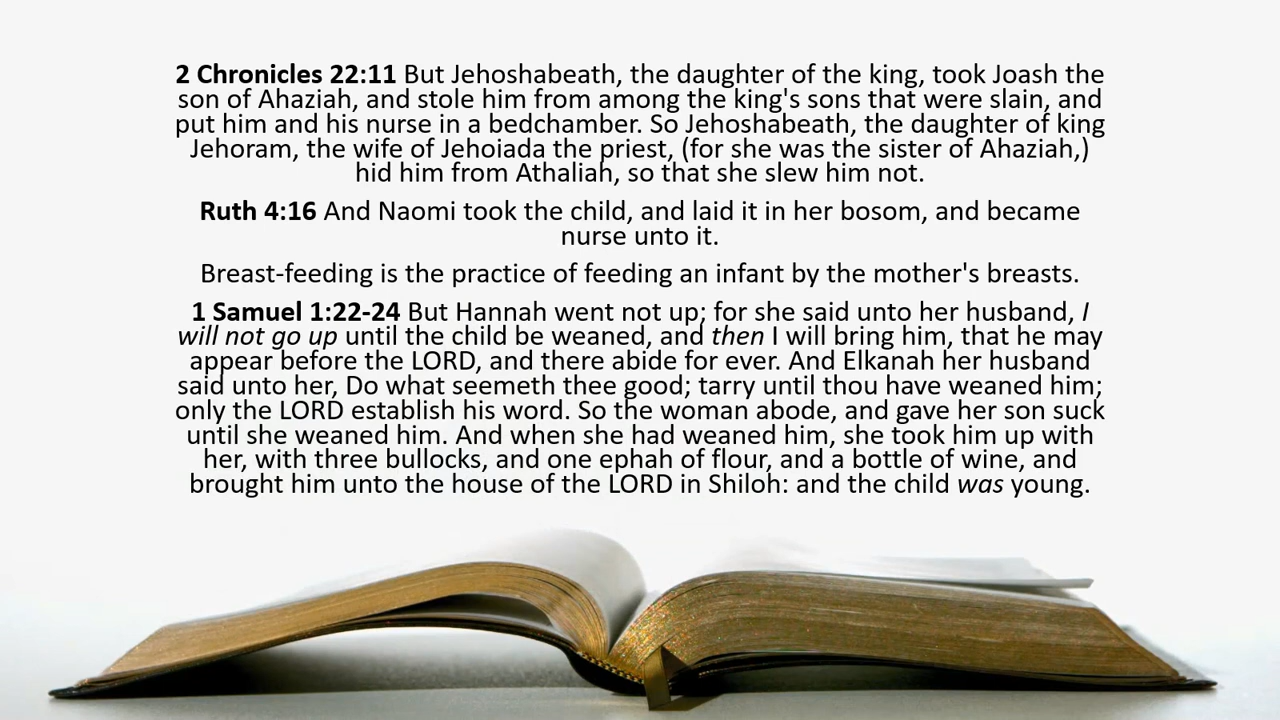 2 Chronicles 22:11 But Jehoshabeath, the daughter of the king, took Joash the
son of Ahaziah, and stole him from among the king's sons that were slain, and
put him and his nurse in a bedchamber. So Jehoshabeath, the daughter of king
Jehoram, the wife of Jehoiada the priest, (for she was the sister of Ahaziah,)
hid him from Athaliah, so that she slew him not.
Ruth 4:16 And Naomi took the child, and laid it in her bosom, and became
nurse unto it.
Breast-feeding is the practice of feeding an infant by the mother's breasts.
1 Samuel 1:22-24 But Hannah went not up; for she said unto her husband, I
will not go up until the child be weaned, and then I will bring him, that he may
appear before the LORD, and there abide for ever. And Elkanah her husband
said unto her, Do what seemeth thee good; tarry until thou have weaned him;
only the LORD establish his word. So the woman abode, and gave her son suck
until she weaned him. And when she had weaned him, she took him up with
her, with three bullocks, and one ephah of flour, and a bottle of wine, and
brought him unto the house of the LORD in Shiloh: and the child was young.